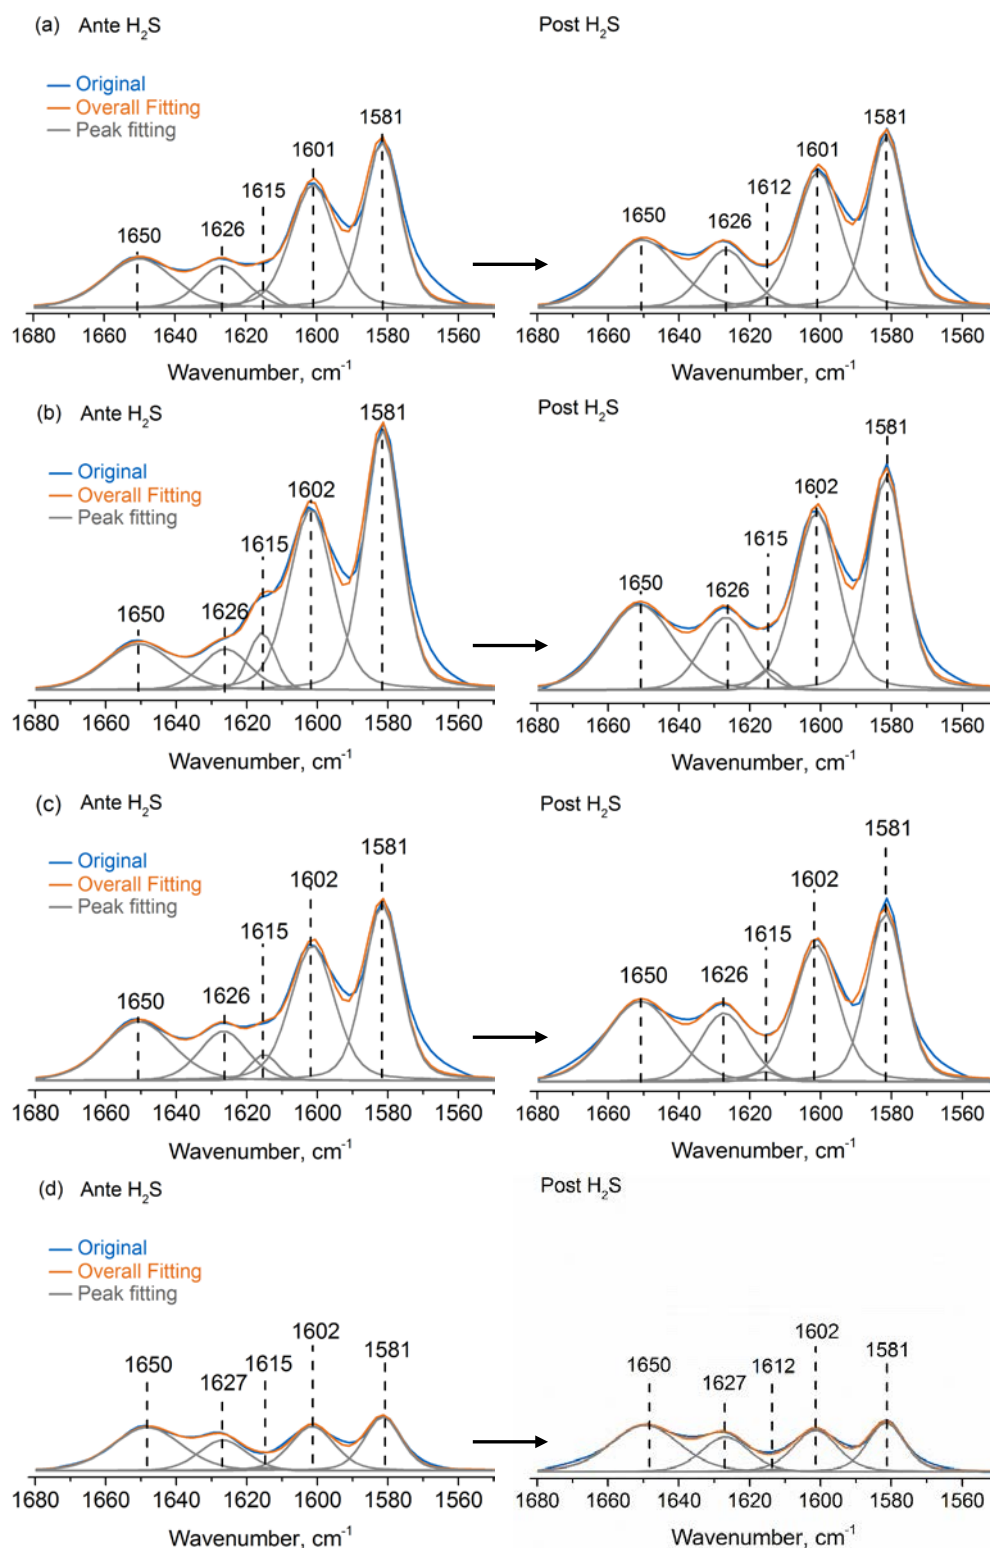 (a) Ante H₂S
Post H₂S
Original
Overall Fitting
Peak fitting
1650
1626
1615
1601
1581
1650
1626
1612
1601
1581
1680 1660 1640 1620 1600 1580 1560
1680 1660 1640 1620 1600 1580 1560
Wavenumber, cm⁻¹
Wavenumber, cm⁻¹
(b) Ante H₂S
Post H₂S
Original
Overall Fitting
Peak fitting
1650
1626
1615
1602
1581
1650
1626
1615
1602
1581
1680 1660 1640 1620 1600 1580 1560
1680 1660 1640 1620 1600 1580 1560
Wavenumber, cm⁻¹
Wavenumber, cm⁻¹
(c) Ante H₂S
Post H₂S
Original
Overall Fitting
Peak fitting
1650
1626
1615
1602
1581
1650
1626
1615
1602
1581
1680 1660 1640 1620 1600 1580 1560
1680 1660 1640 1620 1600 1580 1560
Wavenumber, cm⁻¹
Wavenumber, cm⁻¹
(d) Ante H₂S
Post H₂S
Original
Overall Fitting
Peak fitting
1650
1627
1615
1602
1581
1650
1627
1612
1602
1581
1680 1660 1640 1620 1600 1580 1560
1680 1660 1640 1620 1600 1580 1560
Wavenumber, cm⁻¹
Wavenumber, cm⁻¹